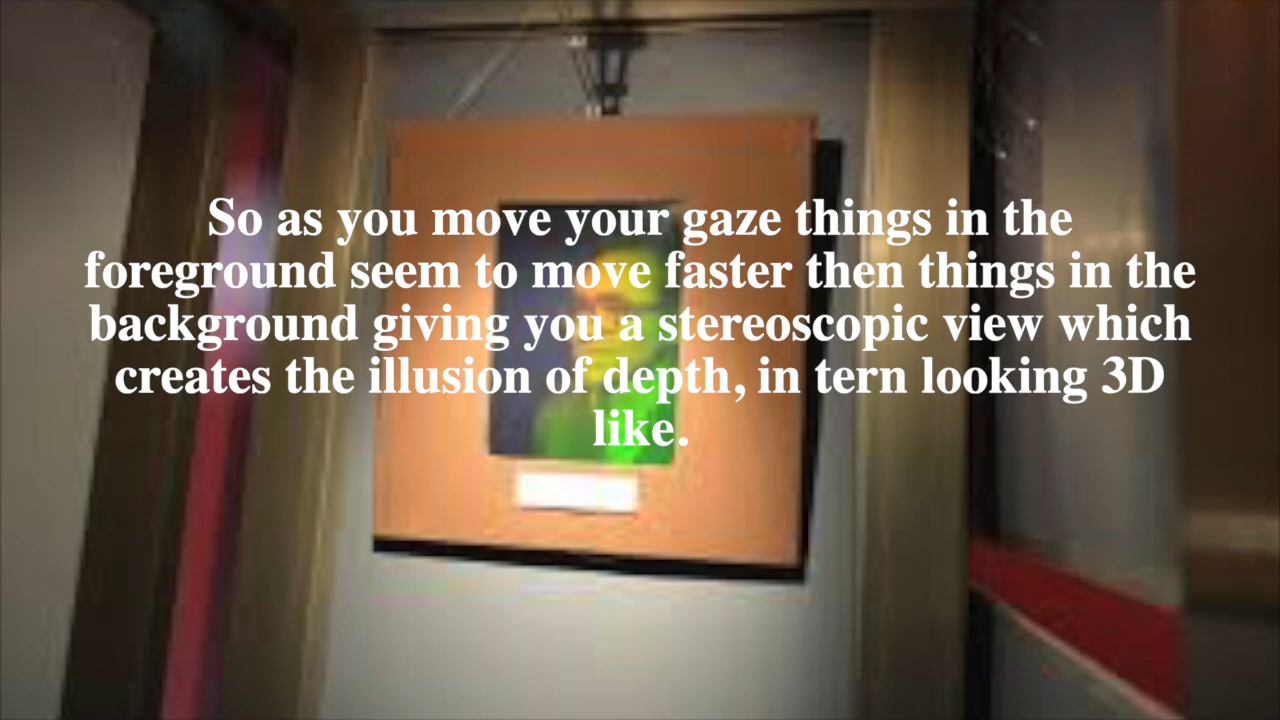 So as you move your gaze things in the
foreground seem to move faster then things in the
background giving you a stereoscopic view which
creates the illusion of depth, in tern looking 3D
like.